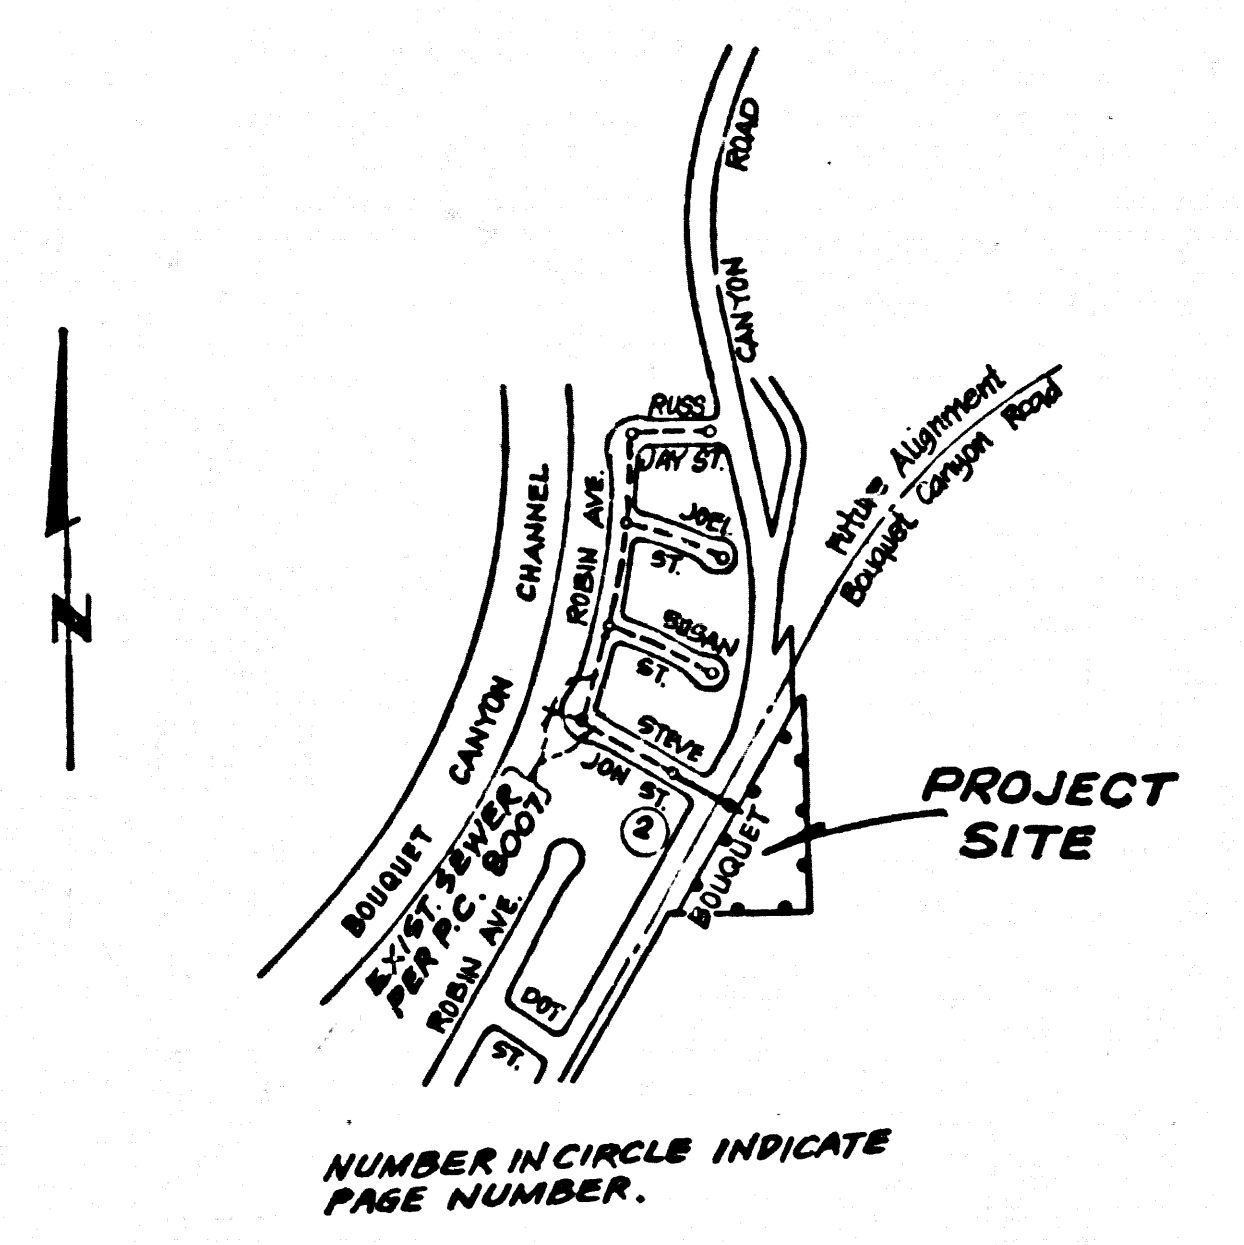 ROAD
CANYON
RUSS
JAY ST.
Future Alignment
Bouquet Canyon Road
CHANNEL
ROBIN AVE.
JOEL
ST.
SUSAN
ST.
CANYON
STEVE
JON ST.
2
PROJECT
SITE
BOUQUET
BOUQUET
EXIST. SEWER
PER P.C. 8007
ROBIN AVE.
DOT
ST.
N
NUMBER IN CIRCLE INDICATE
PAGE NUMBER.